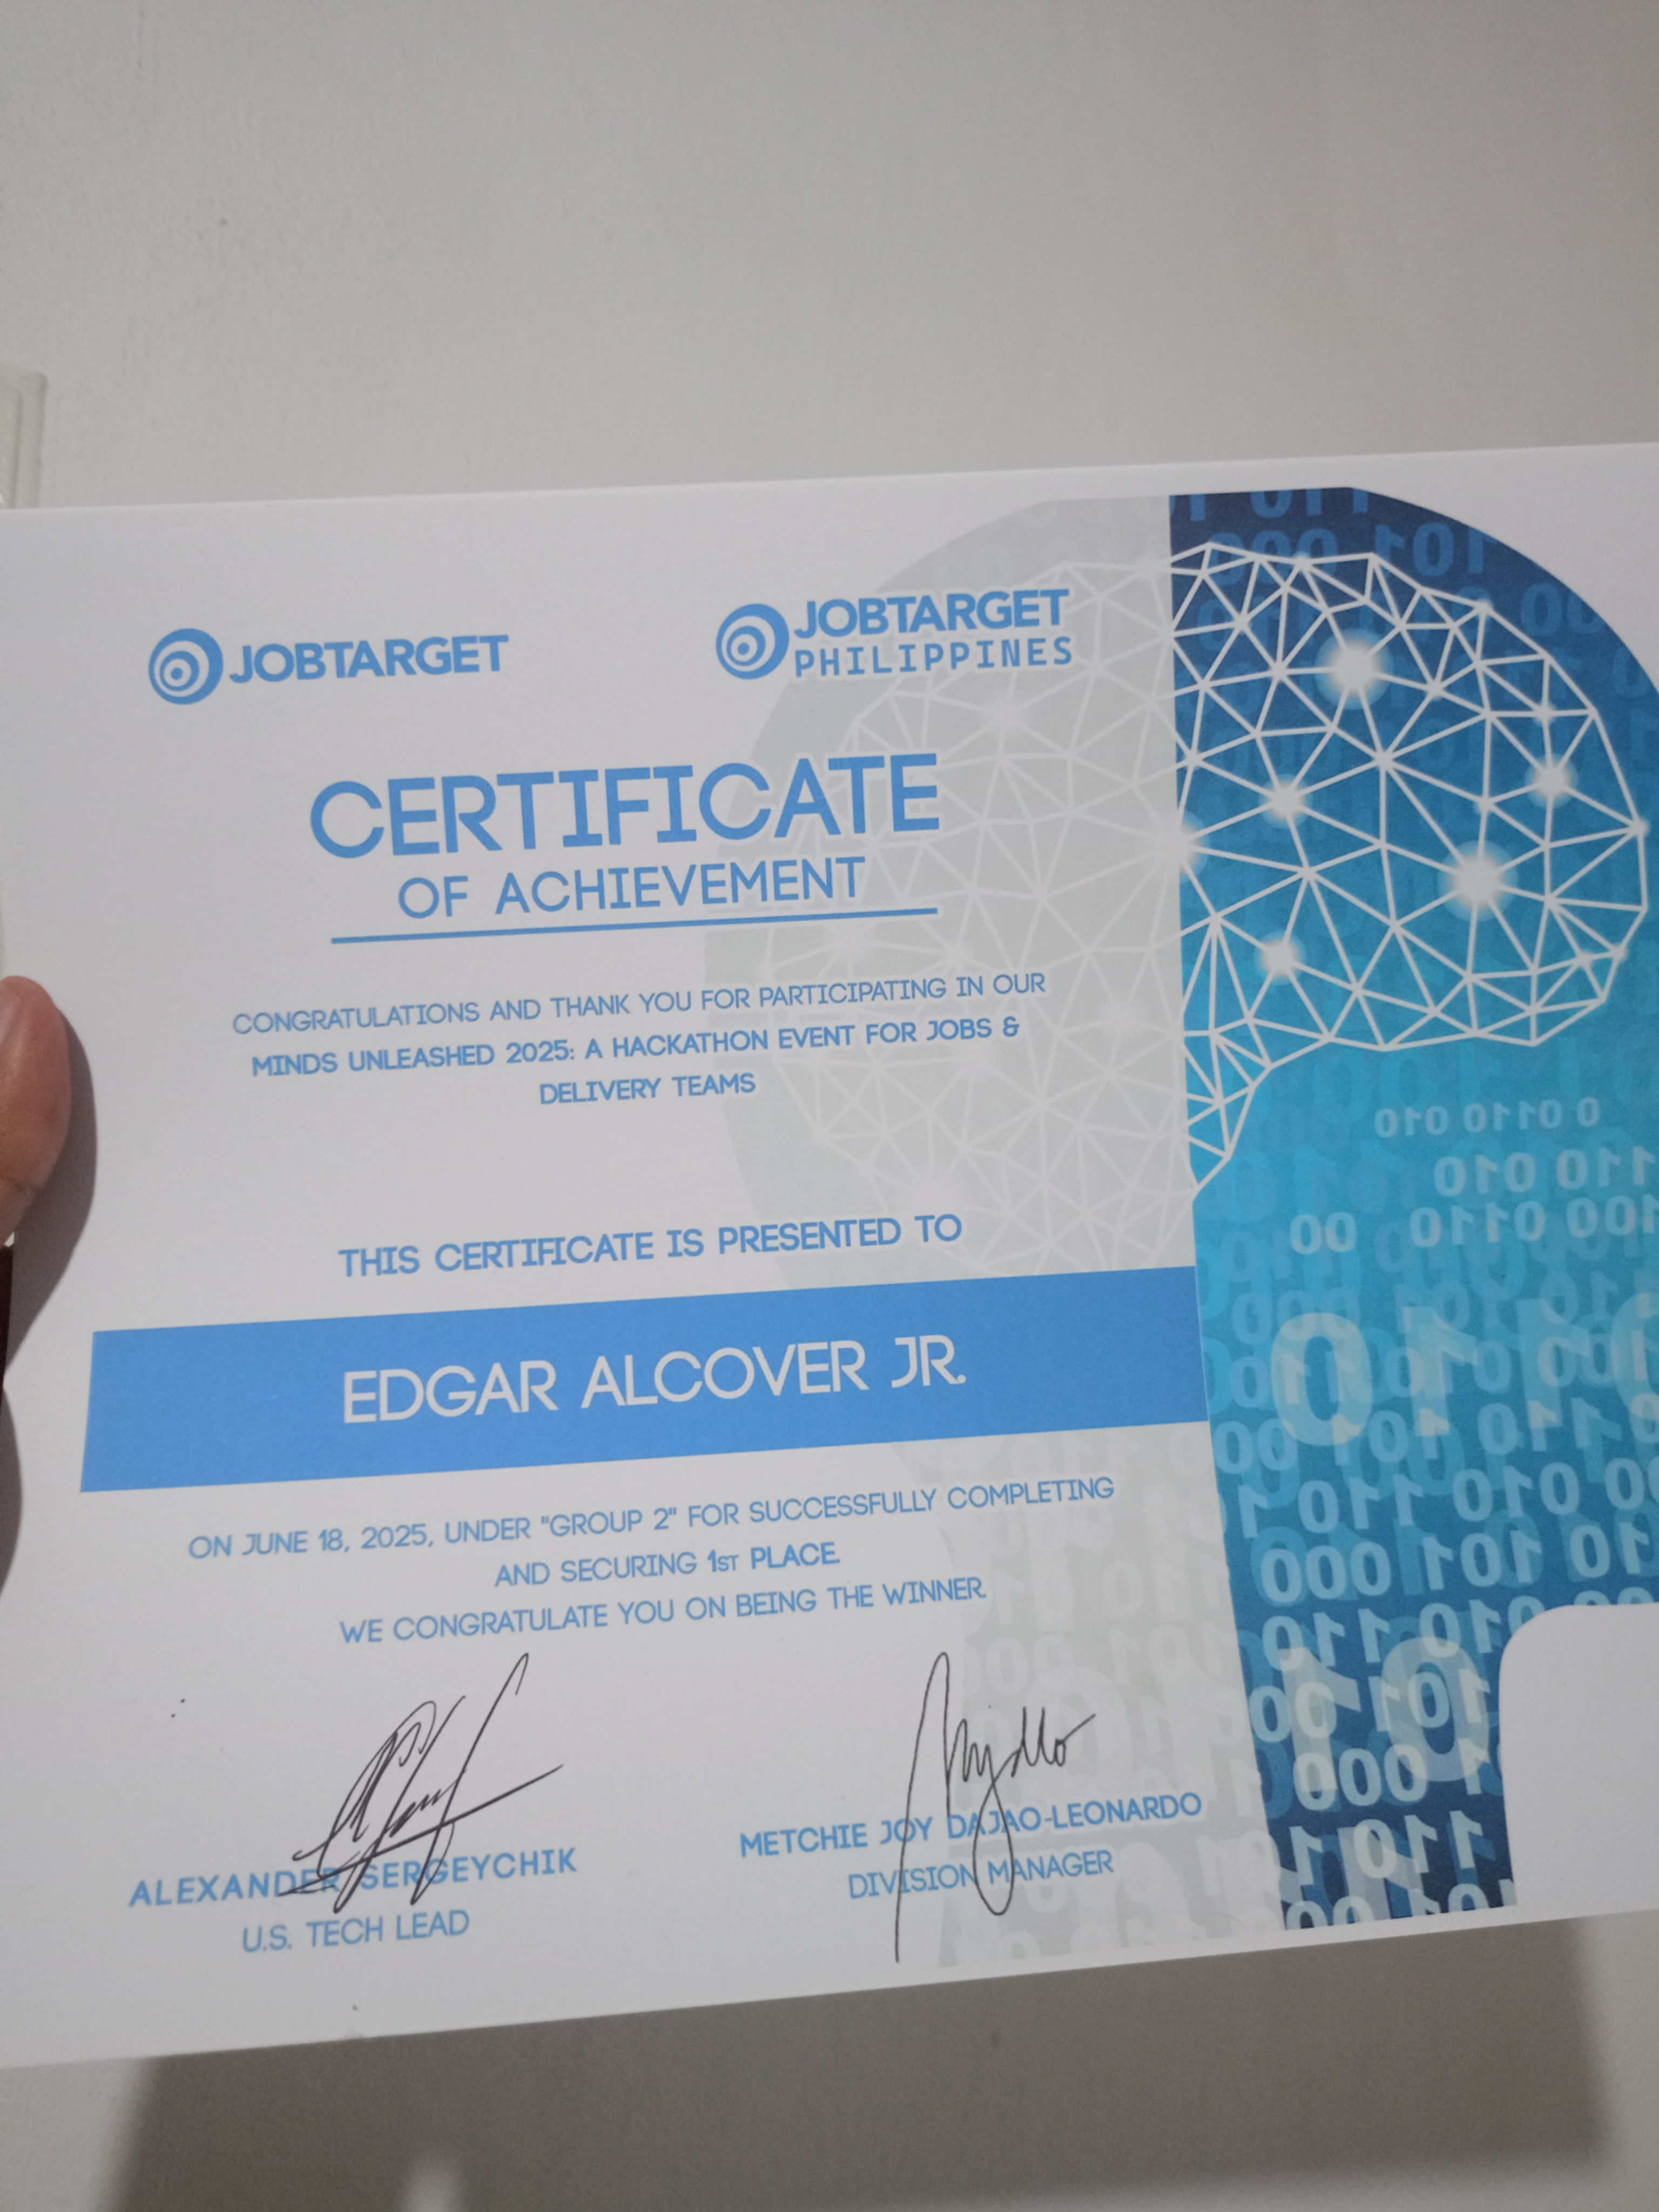 JOBTARGET
JOBTARGET
PHILIPPINES
CERTIFICATE
OF ACHIEVEMENT
CONGRATULATIONS AND THANK YOU FOR PARTICIPATING IN OUR
MINDS UNLEASHED 2025: A HACKATHON EVENT FOR JOBS &
DELIVERY TEAMS
THIS CERTIFICATE IS PRESENTED TO
EDGAR ALCOVER JR.
ON JUNE 18, 2025, UNDER "GROUP 2" FOR SUCCESSFULLY COMPLETING
AND SECURING 1ST PLACE.
WE CONGRATULATE YOU ON BEING THE WINNER.
ALEXANDER SERGEYCHIK
U.S. TECH LEAD
METCHIE JOY DAJAO-LEONARDO
DIVISION MANAGER